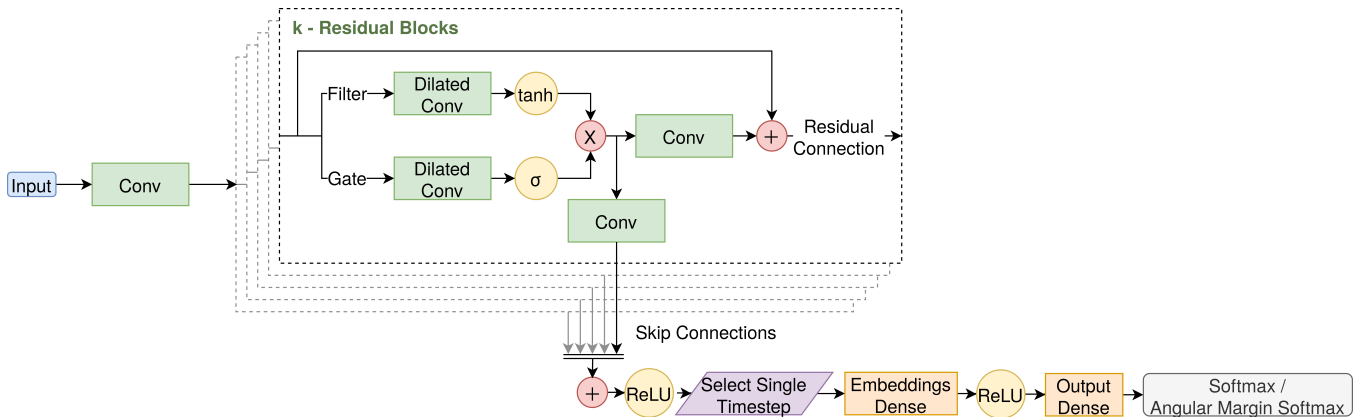 k - Residual Blocks
Filter
Dilated
Conv
tanh
Gate
Dilated
Conv
σ
X
Conv
+
Residual
Connection
Input
Conv
Conv
Skip Connections
+
ReLU
Select Single
Timestep
Embeddings
Dense
ReLU
Output
Dense
Softmax /
Angular Margin Softmax